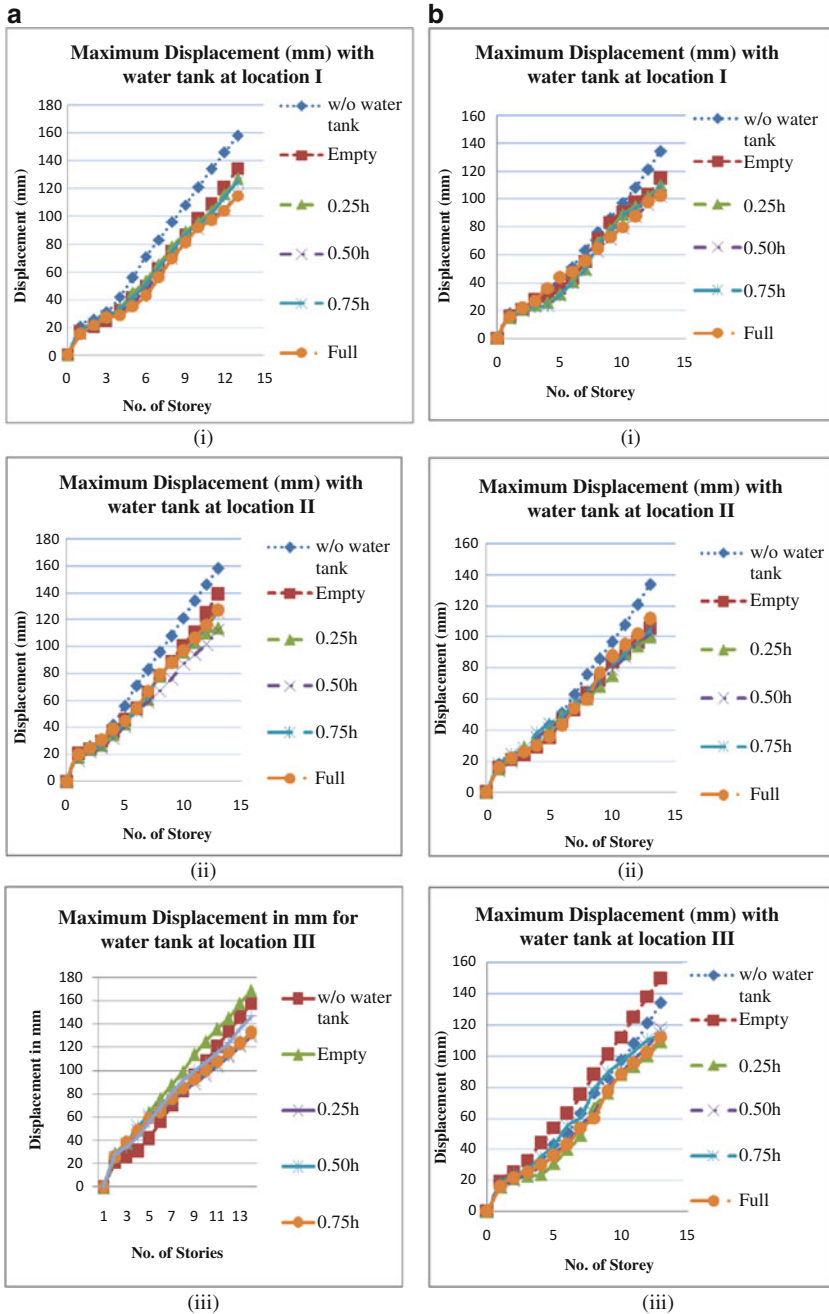 a
Maximum Displacement (mm) with
water tank at location I
180
160
140
120
100
80
60
40
20
0
Displacement (mm)
0 3 6 9 12 15
No. of Storey
w/o water
tank
Empty
0.25h
0.50h
0.75h
Full
(i)
b
Maximum Displacement (mm) with
water tank at location I
160
140
120
100
80
60
40
20
0
Displacement (mm)
0 5 10 15
No. of Storey
w/o water
tank
Empty
0.25h
0.50h
0.75h
Full
(i)
Maximum Displacement (mm) with
water tank at location II
180
160
140
120
100
80
60
40
20
0
Displacement (mm)
0 5 10 15
No. of Storey
w/o water
tank
Empty
0.25h
0.50h
0.75h
Full
(ii)
Maximum Displacement (mm) with
water tank at location II
160
140
120
100
80
60
40
20
0
Displacement (mm)
0 5 10 15
No. of Storey
w/o water
tank
Empty
0.25h
0.50h
0.75h
Full
(ii)
Maximum Displacement in mm for
water tank at location III
180
160
140
120
100
80
60
40
20
0
Displacement in mm
1 3 5 7 9 11 13
No. of Stories
w/o water
tank
Empty
0.25h
0.50h
0.75h
(iii)
Maximum Displacement (mm) with
water tank at location III
160
140
120
100
80
60
40
20
0
Displacement (mm)
0 5 10 15
No. of Storey
w/o water
tank
Empty
0.25h
0.50h
0.75h
Full
(iii)